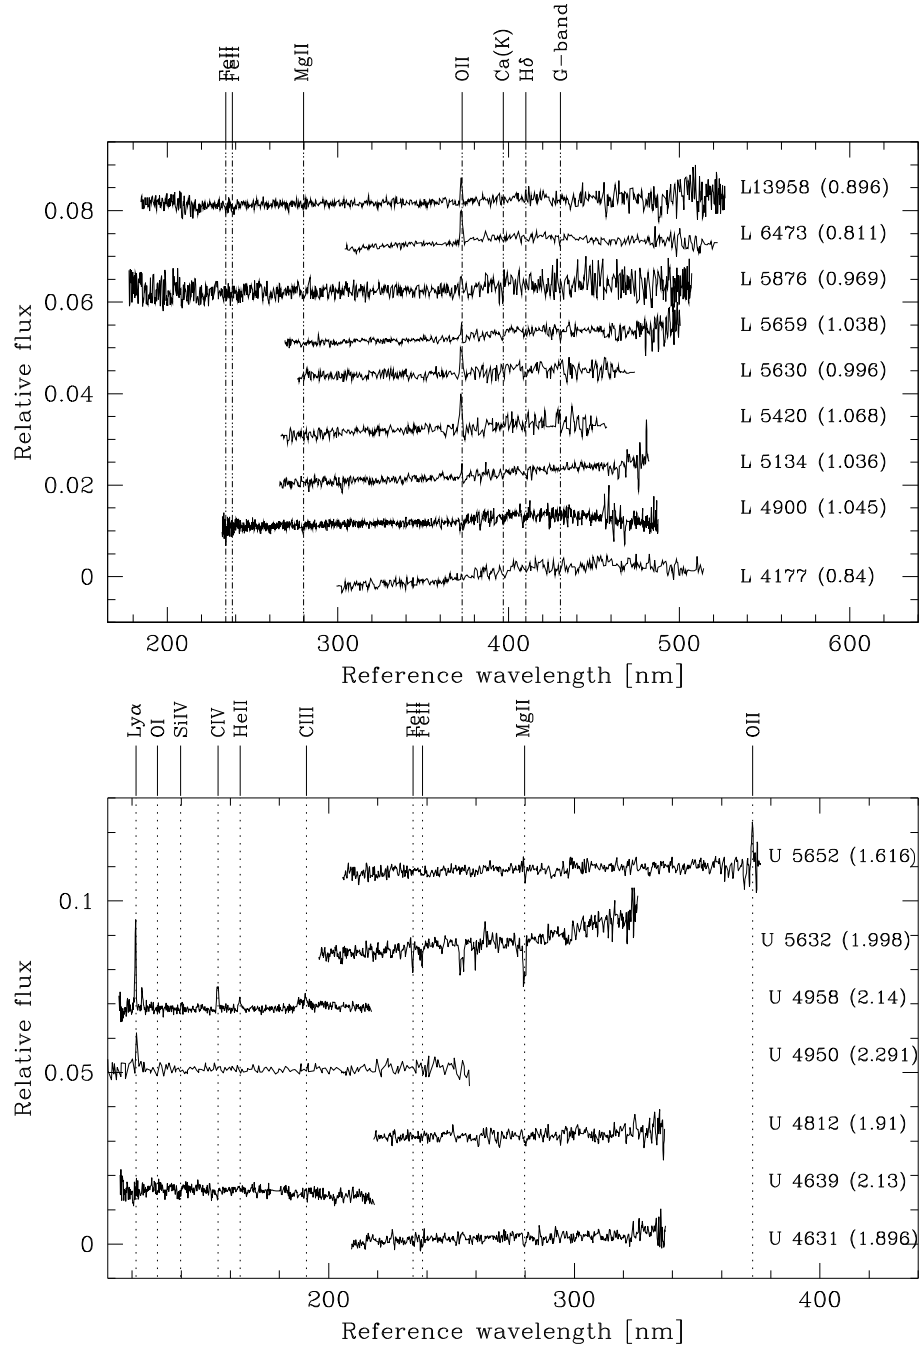 FeII
FeII
MgII
OII
Ca(K)
Hδ
G-band
0.08
0.06
0.04
0.02
0
Relative flux
L13958 (0.896)
L 6473 (0.811)
L 5876 (0.969)
L 5659 (1.038)
L 5630 (0.996)
L 5420 (1.068)
L 5134 (1.036)
L 4900 (1.045)
L 4177 (0.84)
200 300 400 500 600
Reference wavelength [nm]
Lyα
OI
SiIV
CIV
HeII
CIII
FeII
FeII
MgII
OII
0.1
0.05
0
Relative flux
U 5652 (1.616)
U 5632 (1.998)
U 4958 (2.14)
U 4950 (2.291)
U 4812 (1.91)
U 4639 (2.13)
U 4631 (1.896)
200 300 400
Reference wavelength [nm]